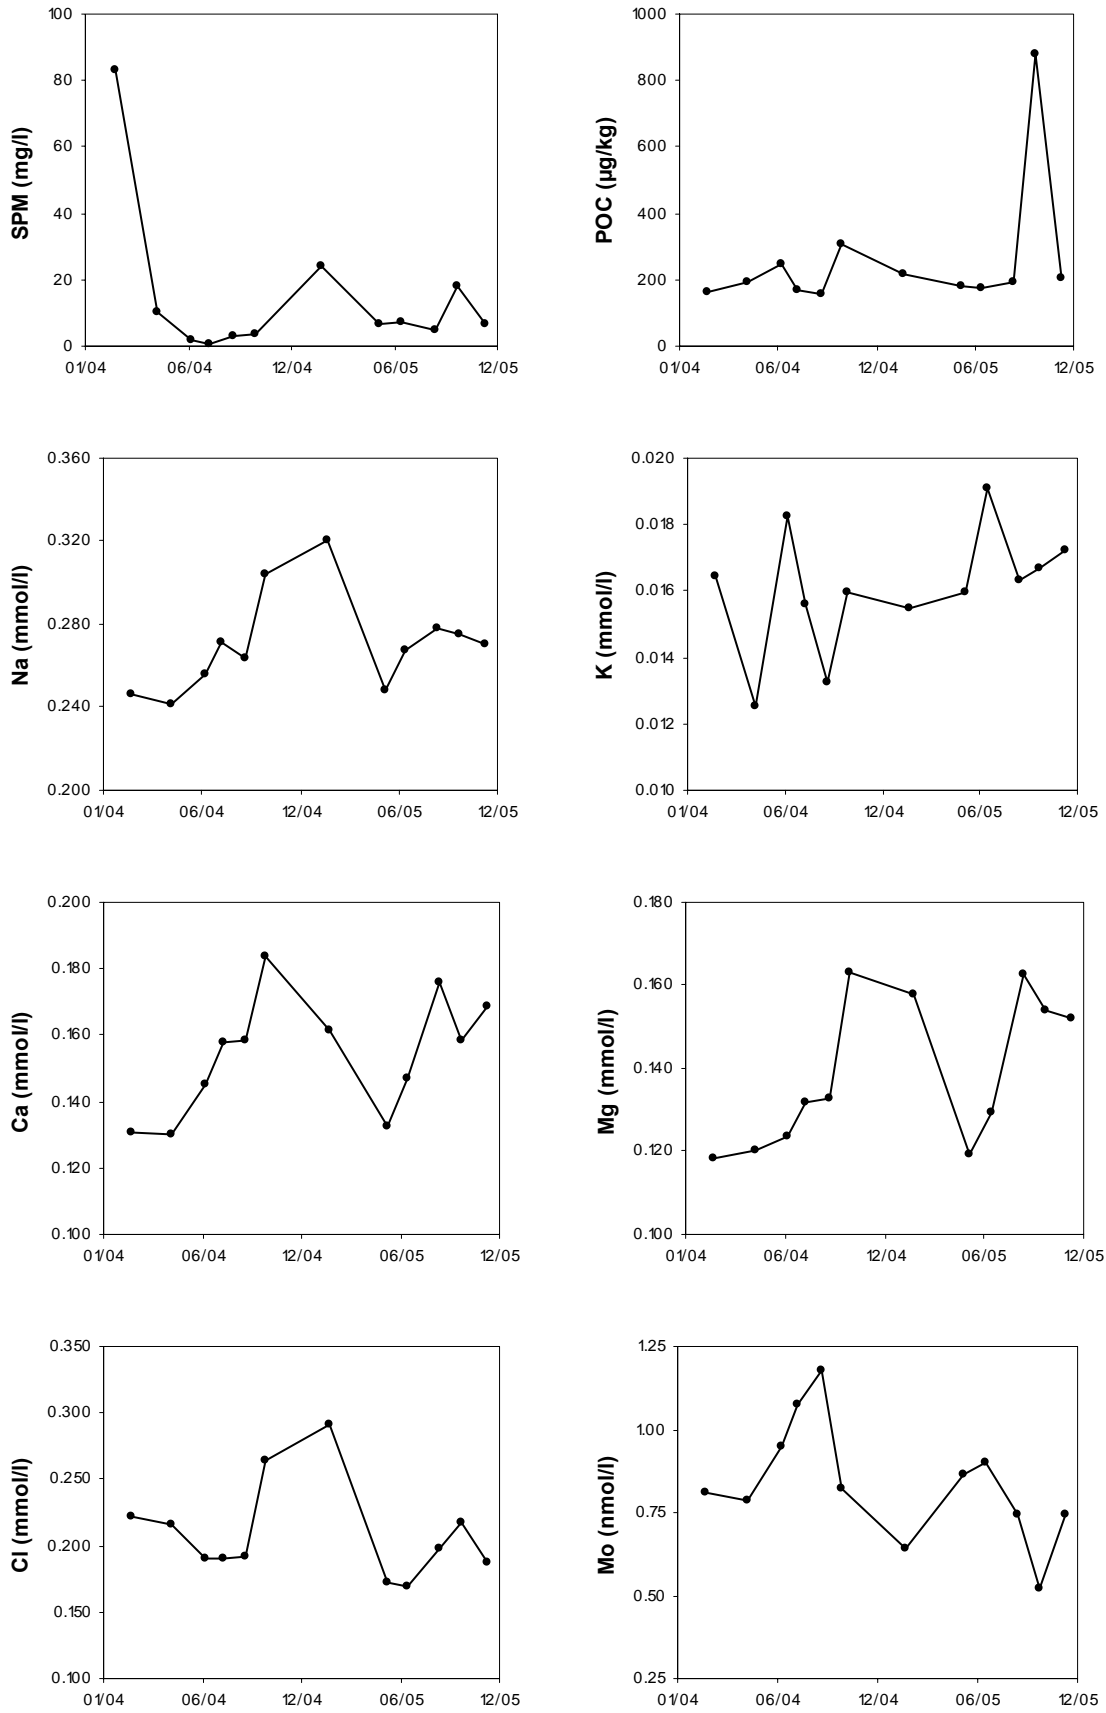 100
80
60
40
20
0
SPM (mg/l)
01/04 06/04 12/04 06/05 12/05
1000
800
600
400
200
0
POC (µg/kg)
01/04 06/04 12/04 06/05 12/05
0.360
0.320
0.280
0.240
0.200
Na (mmol/l)
01/04 06/04 12/04 06/05 12/05
0.020
0.018
0.016
0.014
0.012
0.010
K (mmol/l)
01/04 06/04 12/04 06/05 12/05
0.200
0.180
0.160
0.140
0.120
0.100
Ca (mmol/l)
01/04 06/04 12/04 06/05 12/05
0.180
0.160
0.140
0.120
0.100
Mg (mmol/l)
01/04 06/04 12/04 06/05 12/05
0.350
0.300
0.250
0.200
0.150
0.100
Cl (mmol/l)
01/04 06/04 12/04 06/05 12/05
1.25
1.00
0.75
0.50
0.25
Mo (nmol/l)
01/04 06/04 12/04 06/05 12/05